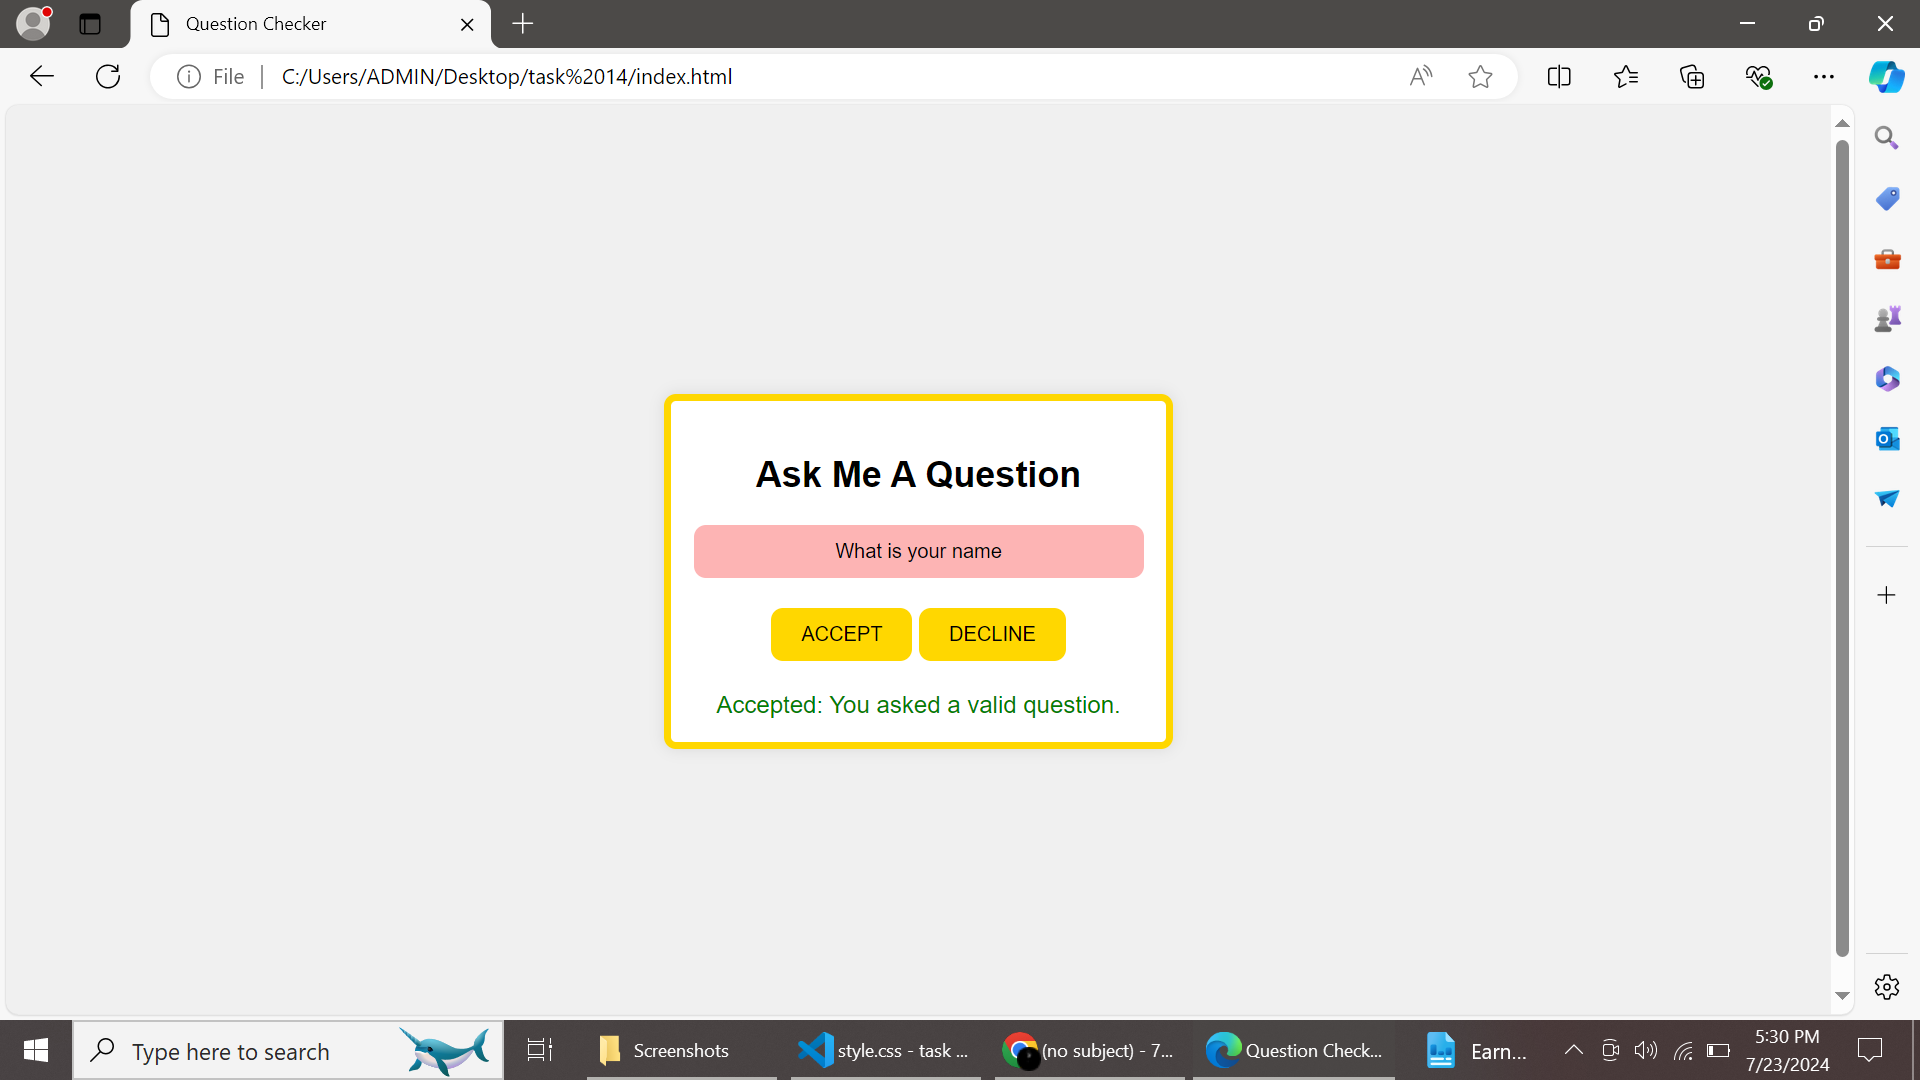 Question Checker
File
C:/Users/ADMIN/Desktop/task%2014/index.html
Ask Me A Question
What is your name
ACCEPT
DECLINE
Accepted: You asked a valid question.
Type here to search
Screenshots
style.css - task ...
(no subject) - 7...
Question Check...
Earn...
5:30 PM
7/23/2024